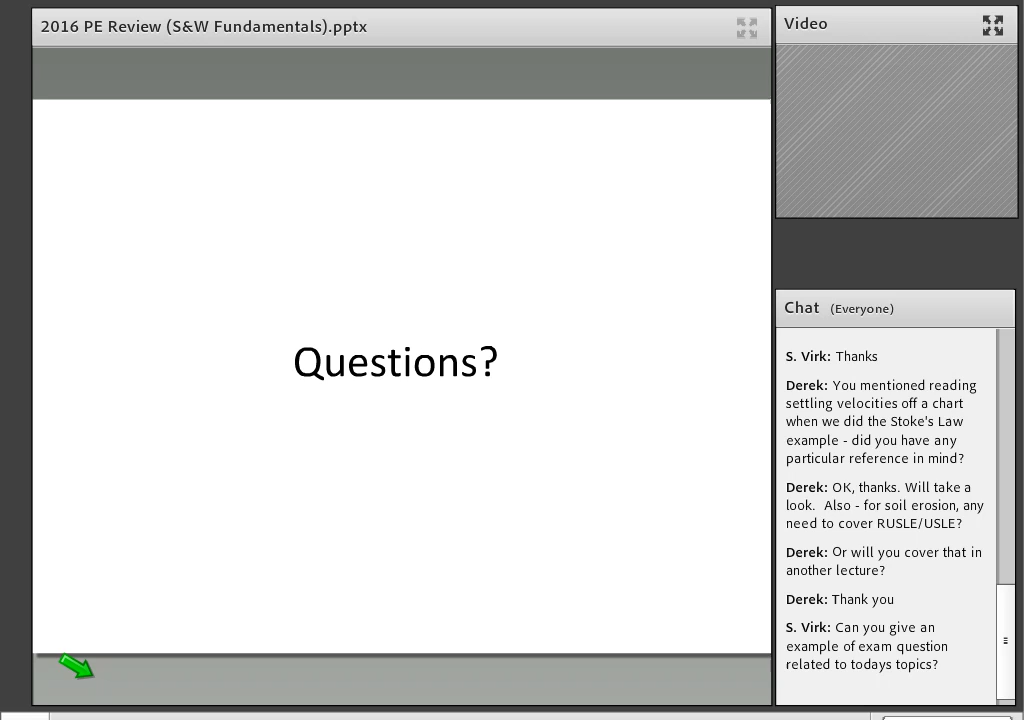 2016 PE Review (S&W Fundamentals).pptx
Questions?
Video
Chat (Everyone)
S. Virk: Thanks
Derek: You mentioned reading
settling velocities off a chart
when we did the Stoke's Law
example - did you have any
particular reference in mind?
Derek: OK, thanks. Will take a
look. Also - for soil erosion, any
need to cover RUSLE/USLE?
Derek: Or will you cover that in
another lecture?
Derek: Thank you
S. Virk: Can you give an
example of exam question
related to todays topics?